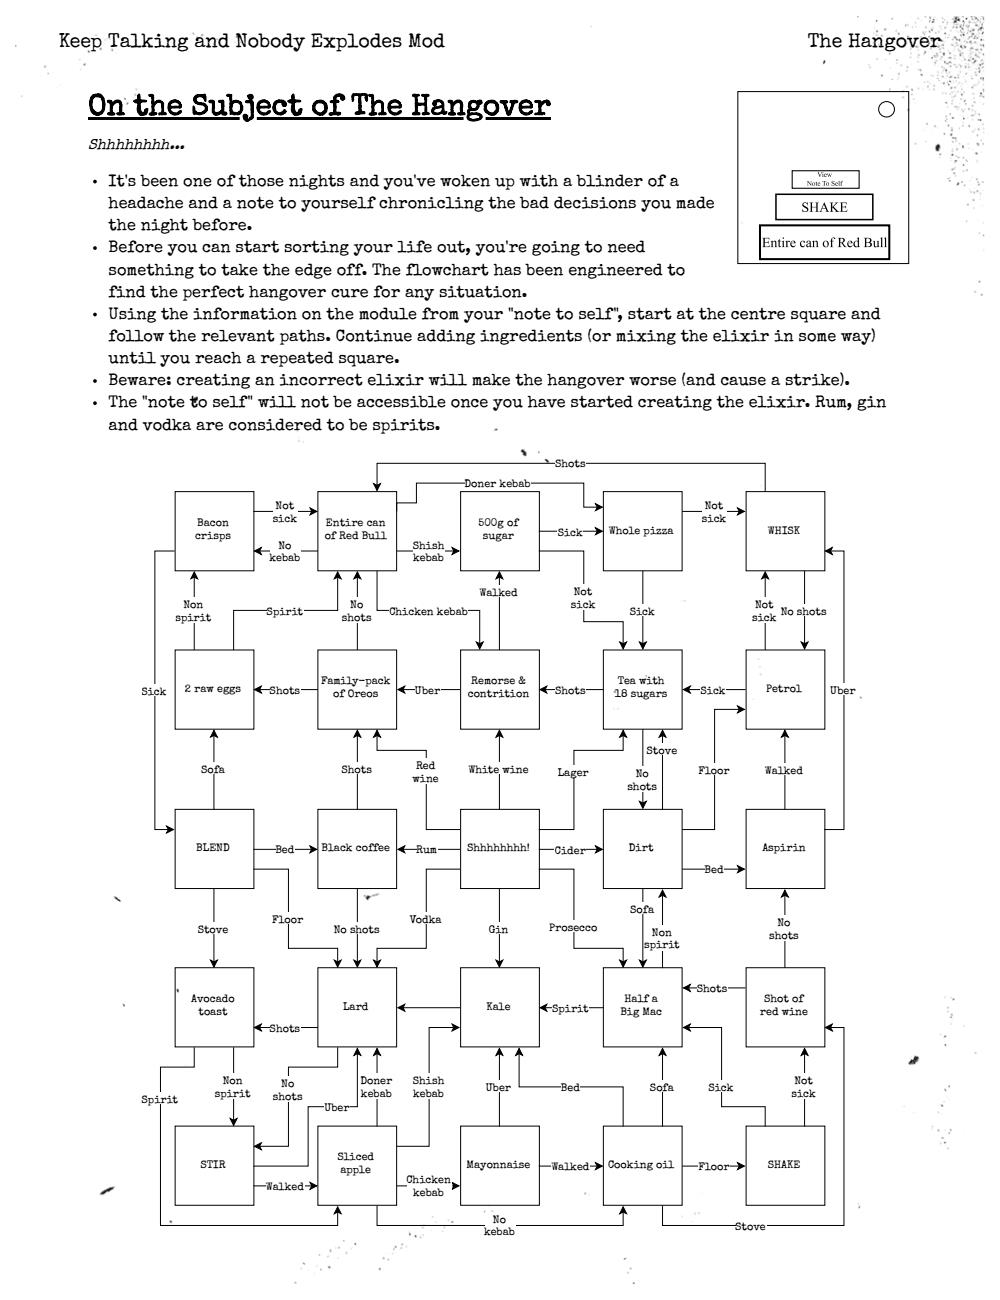 Keep Talking and Nobody Explodes Mod
The Hangover
On the Subject of The Hangover
Shhhhhhhh...
• It's been one of those nights and you've woken up with a blinder of a
headache and a note to yourself chronicling the bad decisions you made
the night before.
• Before you can start sorting your life out, you're going to need
something to take the edge off. The flowchart has been engineered to
find the perfect hangover cure for any situation.
• Using the information on the module from your "note to self", start at the centre square and
follow the relevant paths. Continue adding ingredients (or mixing the elixir in some way)
until you reach a repeated square.
• Beware: creating an incorrect elixir will make the hangover worse (and cause a strike).
• The "note to self" will not be accessible once you have started creating the elixir. Rum, gin
and vodka are considered to be spirits.
View
Note To Self
SHAKE
Entire can of Red Bull
Shots
Doner kebab
Bacon
crisps
Not
sick
No
kebab
Entire can
of Red Bull
Shish
kebab
500g of
sugar
Sick
Whole pizza
Not
sick
WHISK
Non
spirit
Spirit
No
shots
Chicken kebab
Walked
Not
sick
Sick
Not
sick
No shots
Sick
2 raw eggs
Shots
Family-pack
of Oreos
Uber
Remorse &
contrition
Shots
Tea with
18 sugars
Sick
Petrol
Uber
Sofa
Shots
Red
wine
White wine
Lager
No
shots
Stove
Floor
Walked
BLEND
Bed
Black coffee
Rum
Shhhhhhhh!
Cider
Dirt
Bed
Aspirin
Stove
Floor
No shots
Vodka
Gin
Prosecco
Sofa
Non
spirit
No
shots
Avocado
toast
Shots
Lard
Kale
Spirit
Half a
Big Mac
Shots
Shot of
red wine
Spirit
Non
spirit
No
shots
Uber
Doner
kebab
Shish
kebab
Uber
Bed
Sofa
Sick
Not
sick
STIR
Walked
Sliced
apple
Chicken
kebab
Mayonnaise
Walked
Cooking oil
Floor
SHAKE
No
kebab
Stove